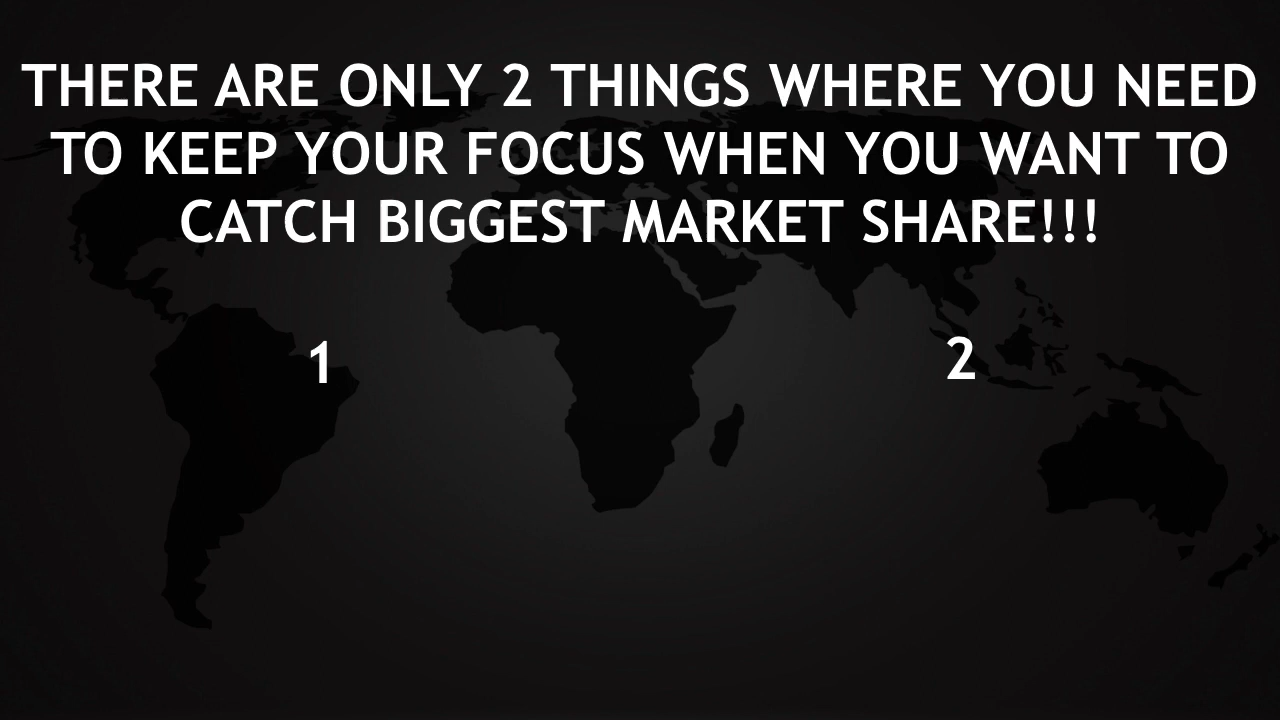 THERE ARE ONLY 2 THINGS WHERE YOU NEED
TO KEEP YOUR FOCUS WHEN YOU WANT TO
CATCH BIGGEST MARKET SHARE!!!
1
2